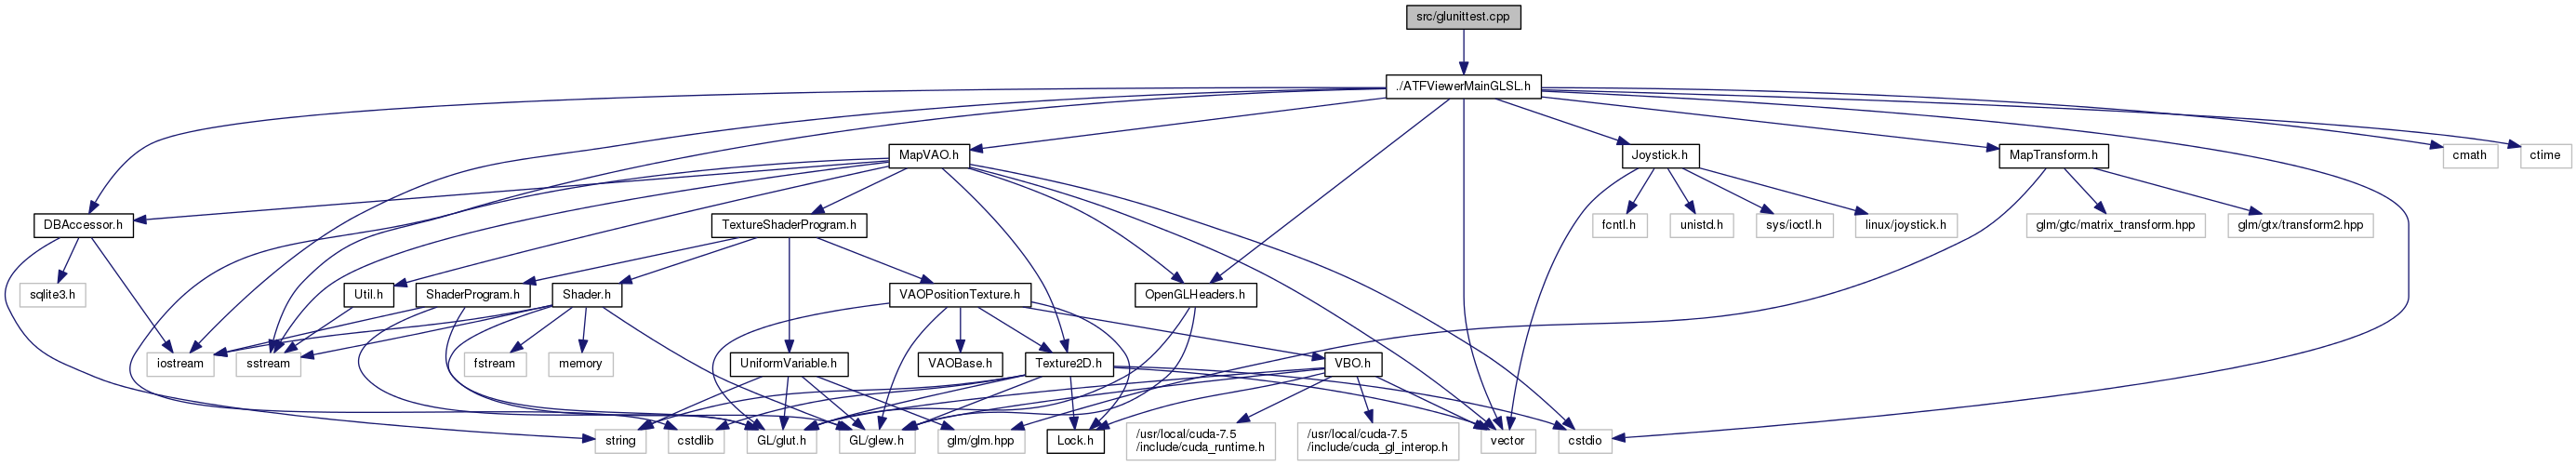 src/glunittest.cpp
./ATFViewerMainGLSL.h
MapVAO.h
Joystick.h
MapTransform.h
cmath
ctime
DBAccessor.h
TextureShaderProgram.h
fcntl.h
unistd.h
sys/ioctl.h
linux/joystick.h
glm/gtc/matrix_transform.hpp
glm/gtx/transform2.hpp
sqlite3.h
Util.h
ShaderProgram.h
Shader.h
VAOPositionTexture.h
OpenGLHeaders.h
iostream
sstream
fstream
memory
UniformVariable.h
VAOBase.h
Texture2D.h
VBO.h
string
cstdlib
GL/glut.h
GL/glew.h
glm/glm.hpp
Lock.h
/usr/local/cuda-7.5
/include/cuda_runtime.h
/usr/local/cuda-7.5
/include/cuda_gl_interop.h
vector
cstdio